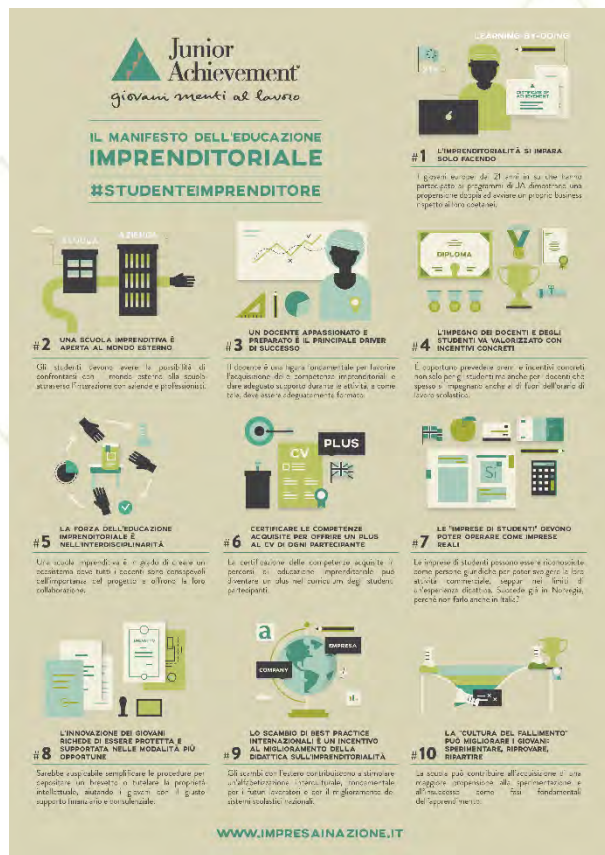 Junior
Achievement®
giovani menti al lavoro
IL MANIFESTO DELL'EDUCAZIONE
IMPRENDITORIALE
#STUDENTEIMPRENDITORE
LEARNING-BY-DOING
CERTIFICATE OF
ACHIEVEMENT
#1 L'IMPRENDITORIALITÀ SI IMPARA
SOLO FACENDO
I giovani europei dai 21 anni in su che hanno
partecipato ai programmi di JA dimostrano una
propensione doppia ad avviare un proprio business
rispetto ai loro coetanei.
SCUOLA
AZIENDA
#2 UNA SCUOLA IMPRENDITIVA È
APERTA AL MONDO ESTERNO
Gli studenti devono avere la possibilità di
confrontarsi con il mondo esterno alla scuola
attraverso l'interazione con aziende e professionisti.
#3 UN DOCENTE APPASSIONATO E
PREPARATO È IL PRINCIPALE DRIVER
DI SUCCESSO
Il docente è una figura fondamentale per favorire
l'acquisizione delle competenze imprenditoriali e
dare adeguato supporto durante le attività, e come
tale, deve essere adeguatamente formato.
DIPLOMA
#4 L'IMPEGNO DEI DOCENTI E DEGLI
STUDENTI VA VALORIZZATO CON
INCENTIVI CONCRETI
È opportuno prevedere premi e incentivi concreti
non solo per gli studenti ma anche per i docenti che
spesso si impegnano anche al di fuori dell'orario di
lavoro scolastico.
#5 LA FORZA DELL'EDUCAZIONE
IMPRENDITORIALE È
NELL'INTERDISCIPLINARITÀ
Una scuola imprenditiva è in grado di creare un
ecosistema dove tutti i docenti sono consapevoli
dell'importanza del progetto e offrono la loro
collaborazione.
CV
PLUS
#6 CERTIFICARE LE COMPETENZE
ACQUISITE PER OFFRIRE UN PLUS
AL CV DI OGNI PARTECIPANTE
La certificazione delle competenze acquisite in
percorsi di educazione imprenditoriale può
diventare un plus nel curriculum degli studenti
partecipanti.
Sì
#7 LE "IMPRESE DI STUDENTI" DEVONO
POTER OPERARE COME IMPRESE
REALI
Le imprese di studenti possano essere riconosciute
come persone giuridiche per poter svolgere la loro
attività commerciale, seppur nei limiti di
un'esperienza didattica. Succede già in Norvegia,
perché non farlo anche in Italia?
#8 L'INNOVAZIONE DEI GIOVANI
RICHIEDE DI ESSERE PROTETTA E
SUPPORTATA NELLE MODALITÀ PIÙ
OPPORTUNE
Sarebbe auspicabile semplificare le procedure per
depositare un brevetto o tutelare la proprietà
intellettuale, aiutando i giovani con il giusto
supporto finanziario e consulenziale.
a
COMPANY
EMPRESA
#9 LO SCAMBIO DI BEST PRACTICE
INTERNAZIONALI È UN INCENTIVO
AL MIGLIORAMENTO DELLA
DIDATTICA SULL'IMPRENDITORIALITÀ
Gli scambi con l'estero contribuiscono a stimolare
un'alfabetizzazione interculturale, fondamentale
per i futuri lavoratori e per il miglioramento dei
sistemi scolastici nazionali.
#10 LA "CULTURA DEL FALLIMENTO"
PUÒ MIGLIORARE I GIOVANI:
SPERIMENTARE, RIPROVARE,
RIPARTIRE
La scuola può contribuire all'acquisizione di una
maggiore propensione alla sperimentazione e
all'insuccesso come fasi fondamentali
dell'apprendimento.
WWW.IMPRESAINAZIONE.IT